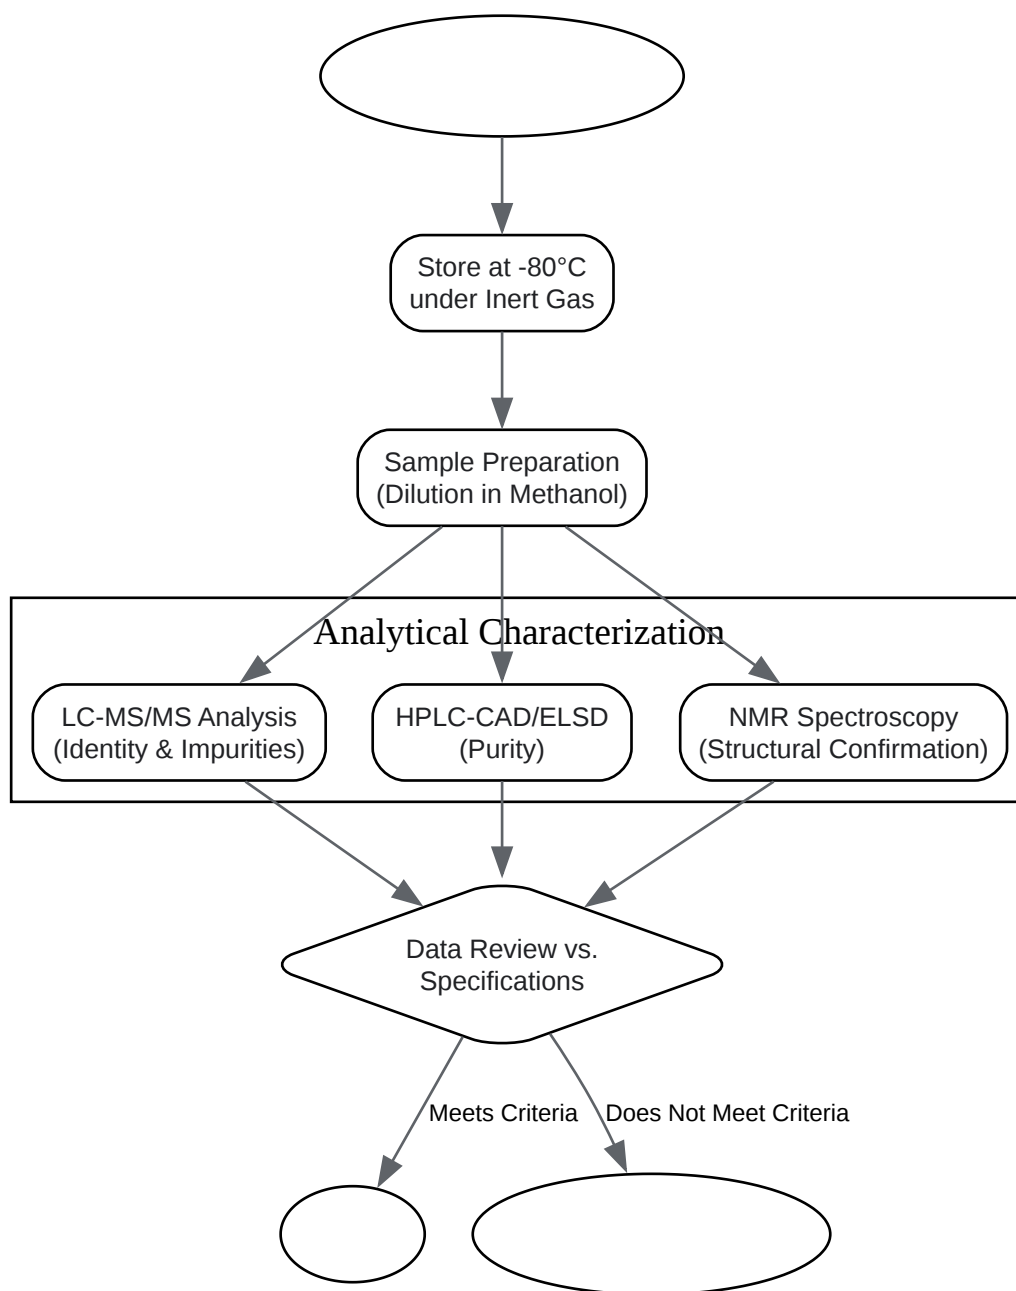 Store at -80°C
under Inert Gas
Sample Preparation
(Dilution in Methanol)
Analytical Characterization
LC-MS/MS Analysis
(Identity & Impurities)
HPLC-CAD/ELSD
(Purity)
NMR Spectroscopy
(Structural Confirmation)
Data Review vs.
Specifications
Meets Criteria
Does Not Meet Criteria